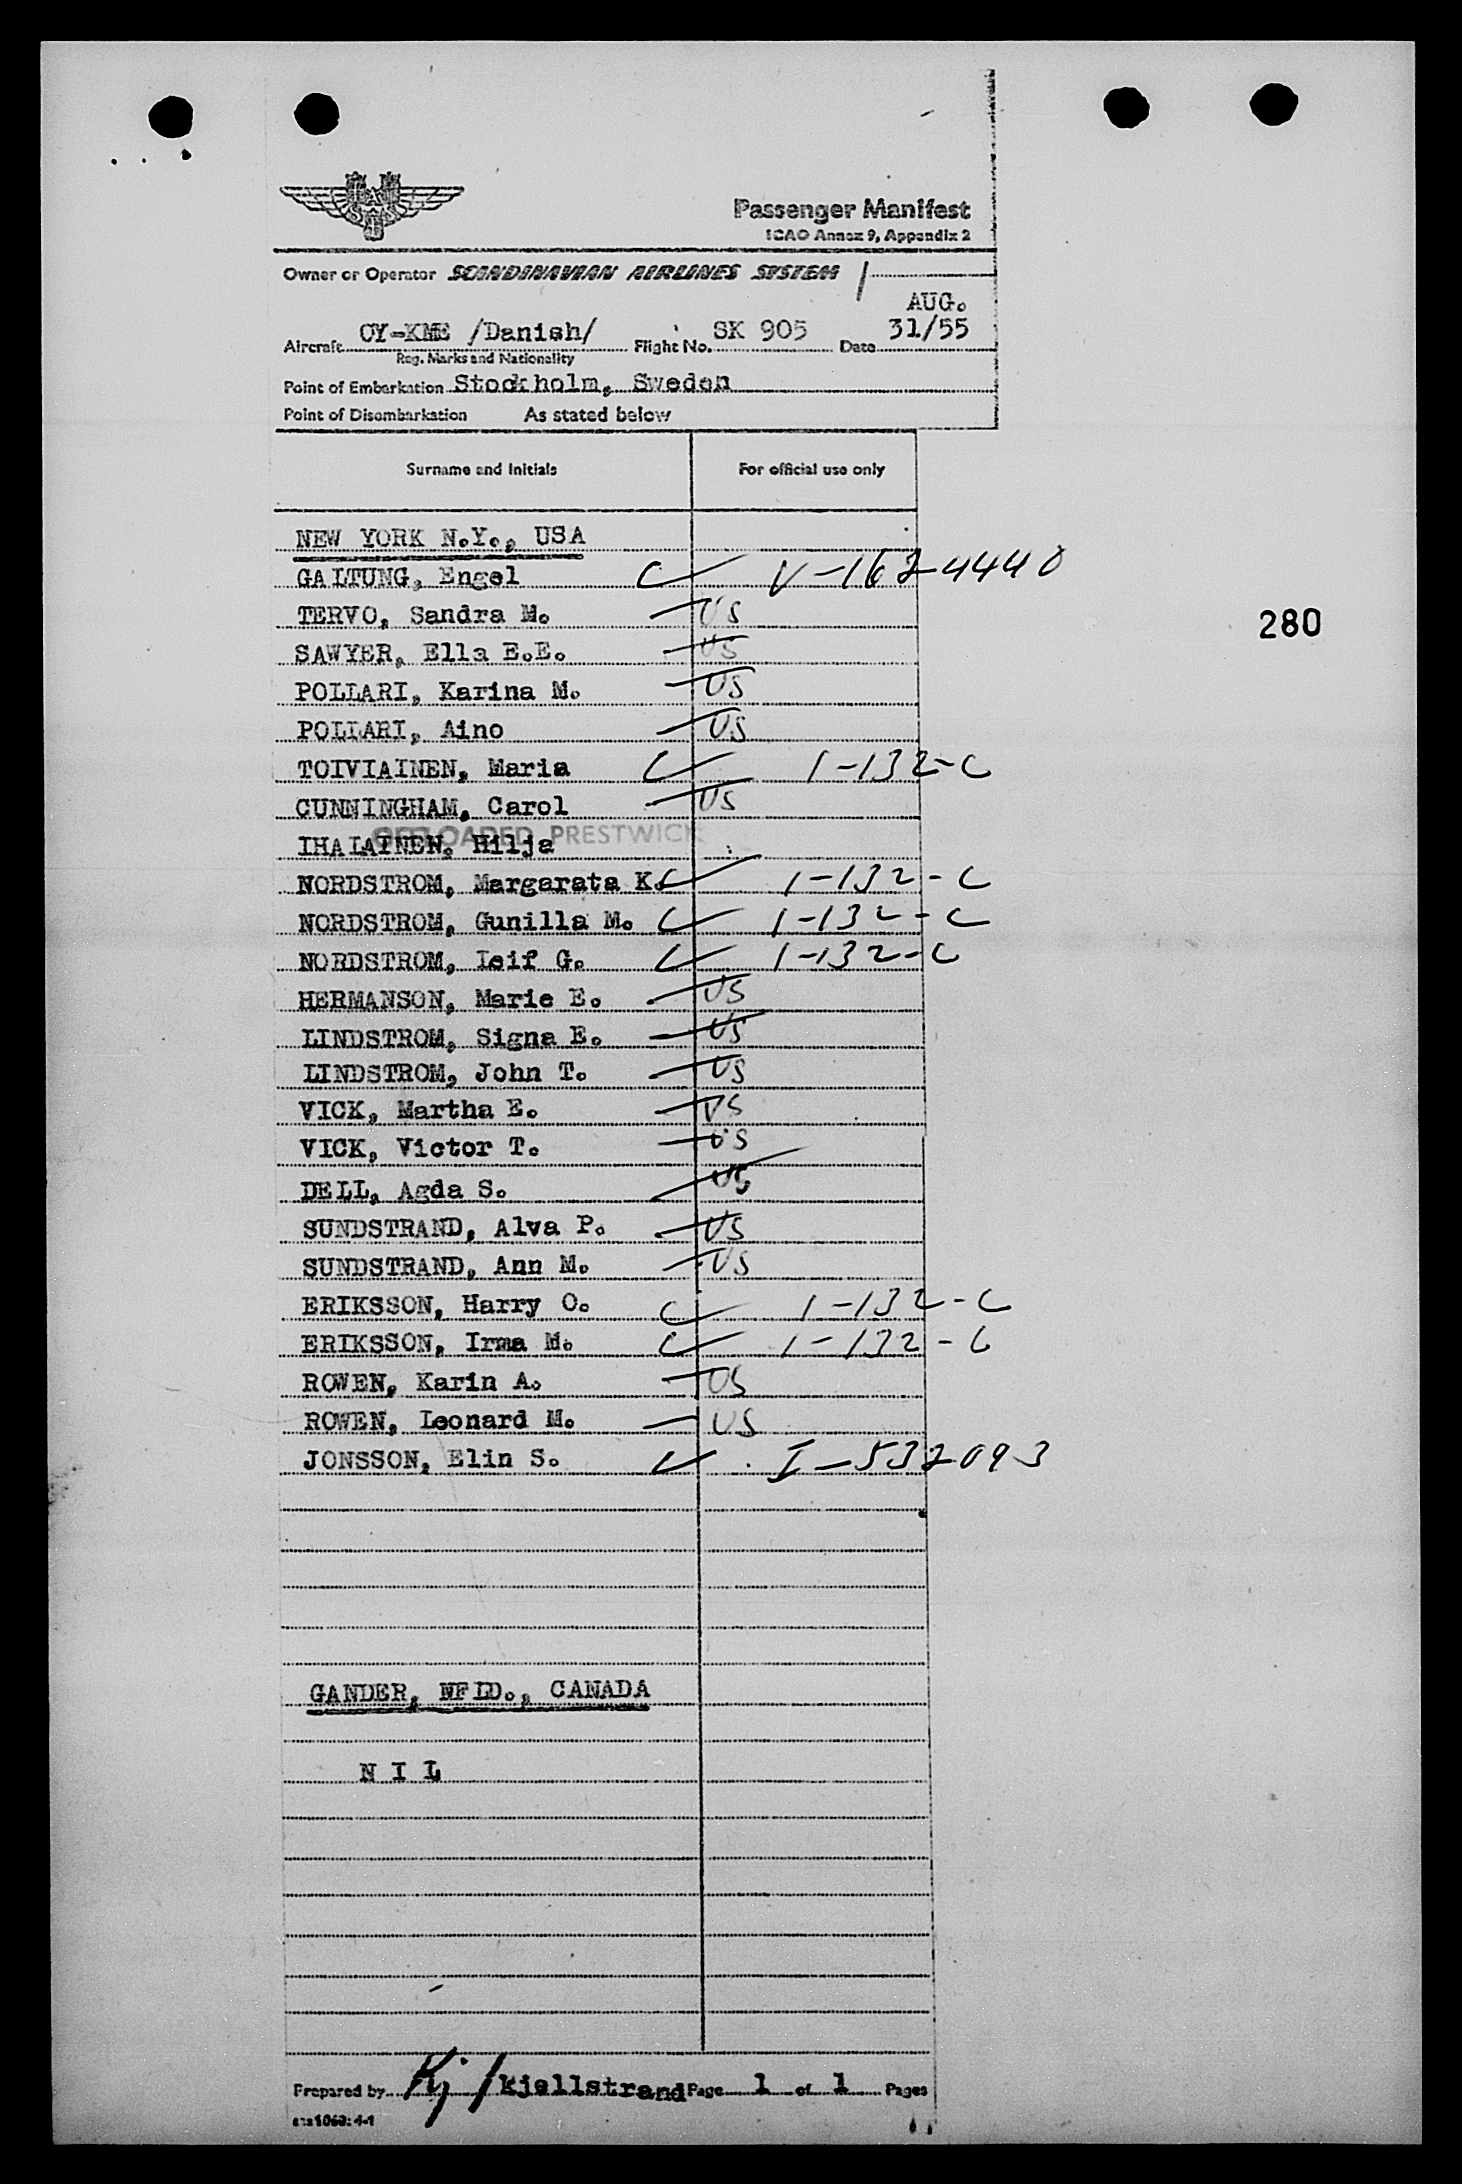 SAS
Passenger Manifest
ICAO Annex 9, Appendix 2
Owner or Operator SCANDINAVIAN AIRLINES SYSTEM
AUG.
Aircraft OY-KME /Danish/ Flight No. SK 905 Date 31/55
Reg. Marks and Nationality
Point of Embarkation Stockholm, Sweden
Point of Disembarkation As stated below
Surname and Initials For official use only
NEW YORK N.Y., USA
GALTUNG, Engel C V-1624440
TERVO, Sandra M. US
280
SAWYER, Ella E.E. US
POLLARI, Karina M. US
POLLARI, Aino US
TOIVIAINEN, Maria C 1-132-C
CUNNINGHAM, Carol US
OFFLOADED PRESTWICK
IHALAINEN, Hilja
NORDSTROM, Margarata K. C 1-132-C
NORDSTROM, Gunilla M. C 1-132-C
NORDSTROM, Leif G. C 1-132-C
HERMANSON, Marie E. US
LINDSTROM, Signa E. US
LINDSTROM, John T. US
VICK, Martha E. US
VICK, Victor T. US
DELL, Agda S. US
SUNDSTRAND, Alva P. US
SUNDSTRAND, Ann M. US
ERIKSSON, Harry O. C 1-132-C
ERIKSSON, Irma M. C 1-132-C
ROWEN, Karin A. US
ROWEN, Leonard M. US
JONSSON, Elin S. I-532093
GANDER, NFLD., CANADA
N I L
Prepared by Kj / kjellstrand Page 1 of 1 Pages